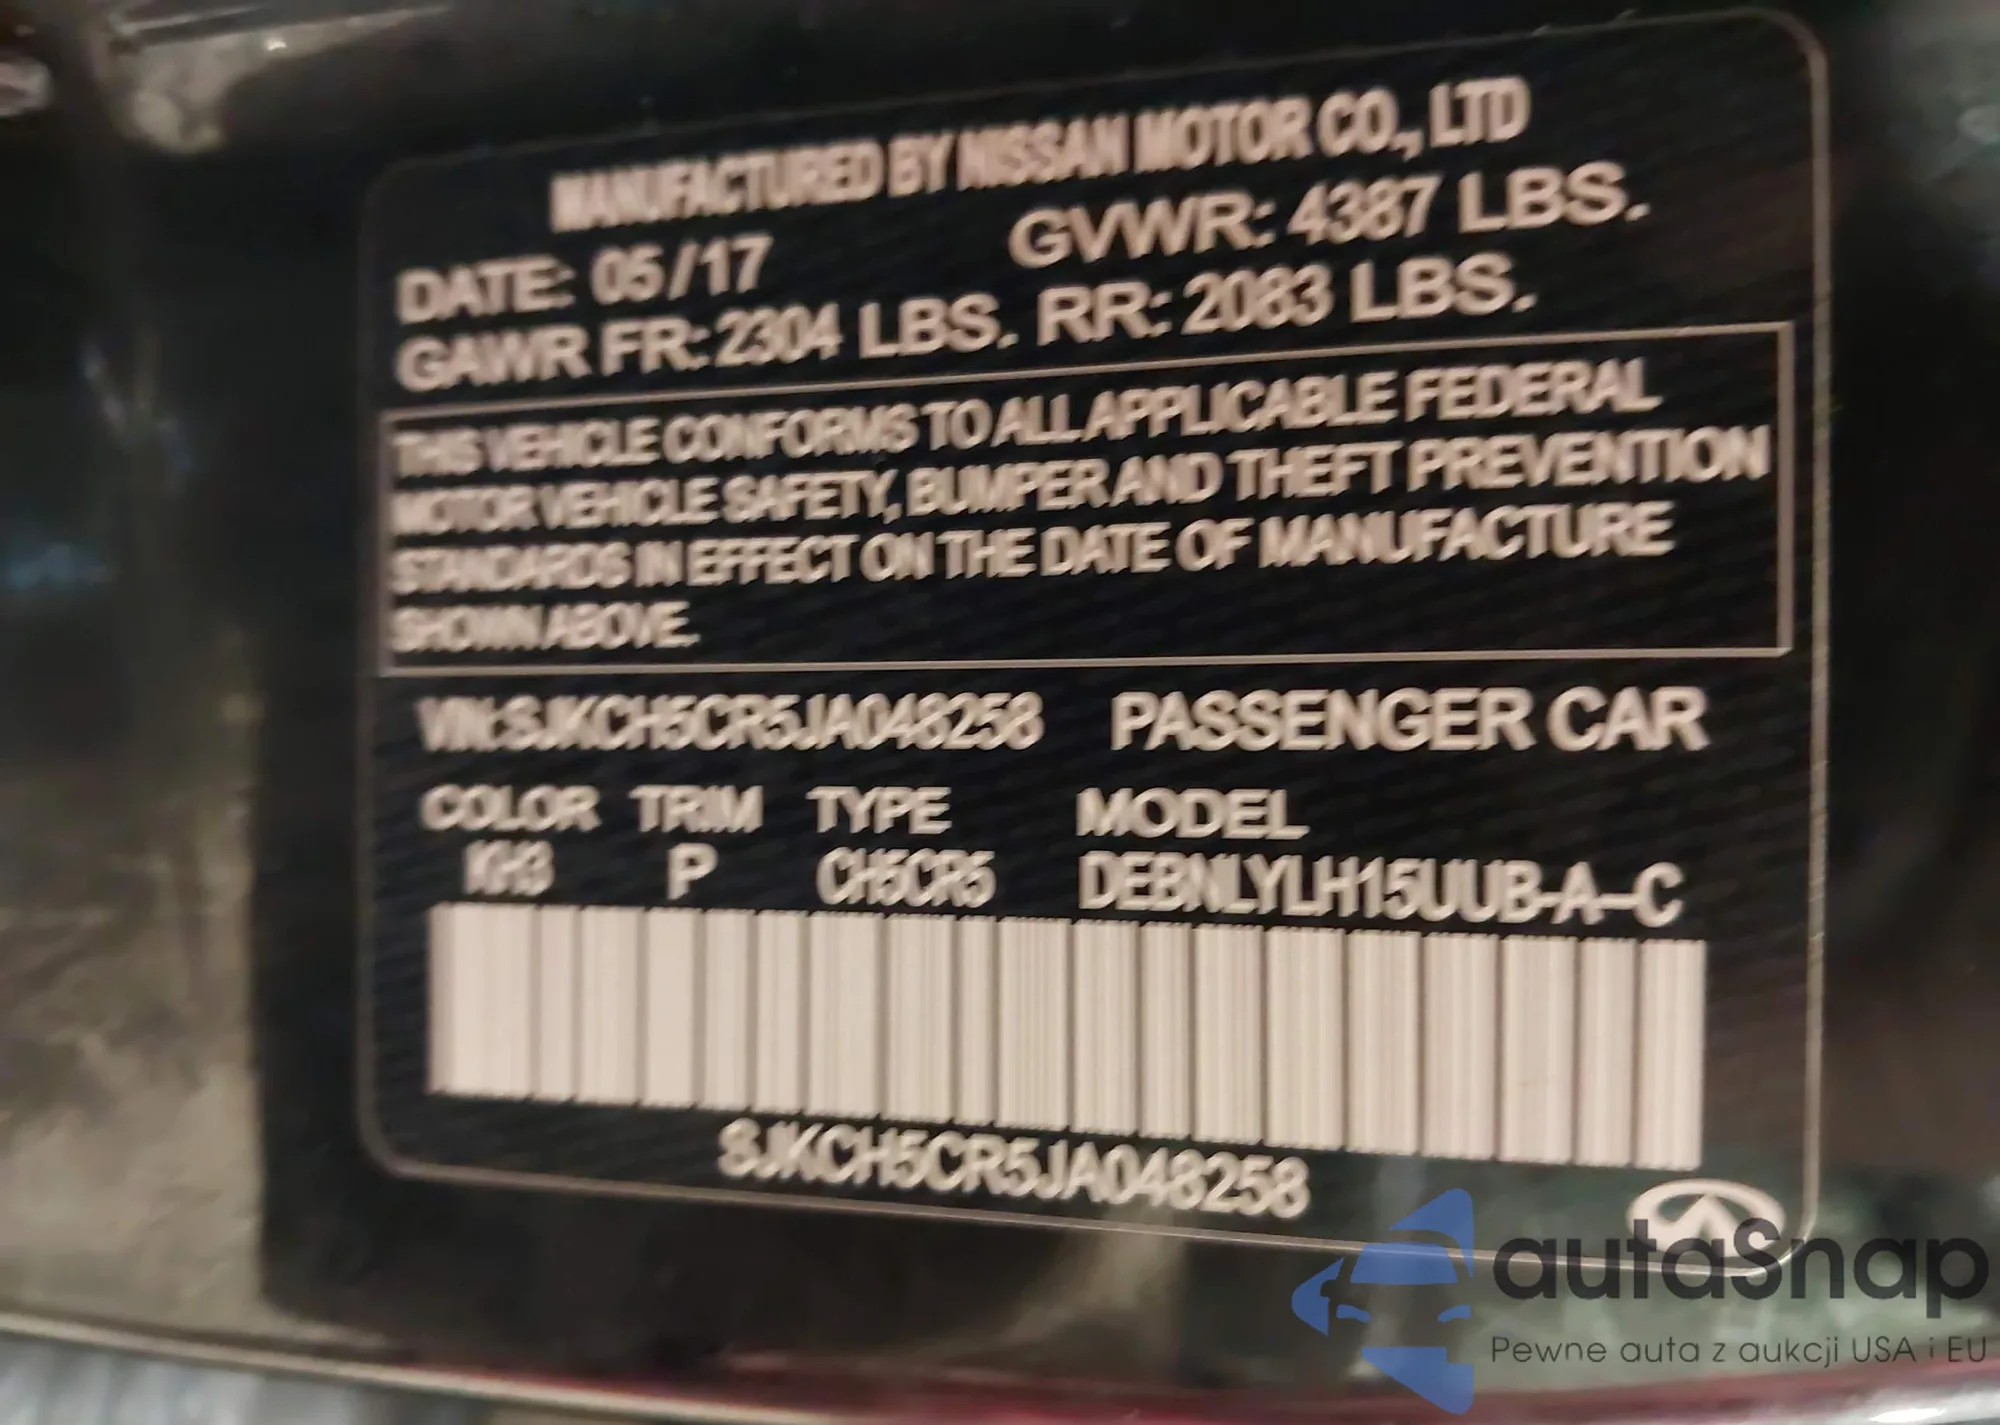 MANUFACTURED BY NISSAN MOTOR CO., LTD
DATE: 05/17 GVWR: 4387 LBS.
GAWR FR: 2304 LBS. RR: 2083 LBS.
THIS VEHICLE CONFORMS TO ALL APPLICABLE FEDERAL
MOTOR VEHICLE SAFETY, BUMPER AND THEFT PREVENTION
STANDARDS IN EFFECT ON THE DATE OF MANUFACTURE
SHOWN ABOVE.
VIN:SJKCH5CR5JA048258 PASSENGER CAR
COLOR TRIM TYPE MODEL
KH3 P CH5CR5 DEBNLYLH15UUB-A-C
SJKCH5CR5JA048258
autaSnap
Pewne auta z aukcji USA i EU